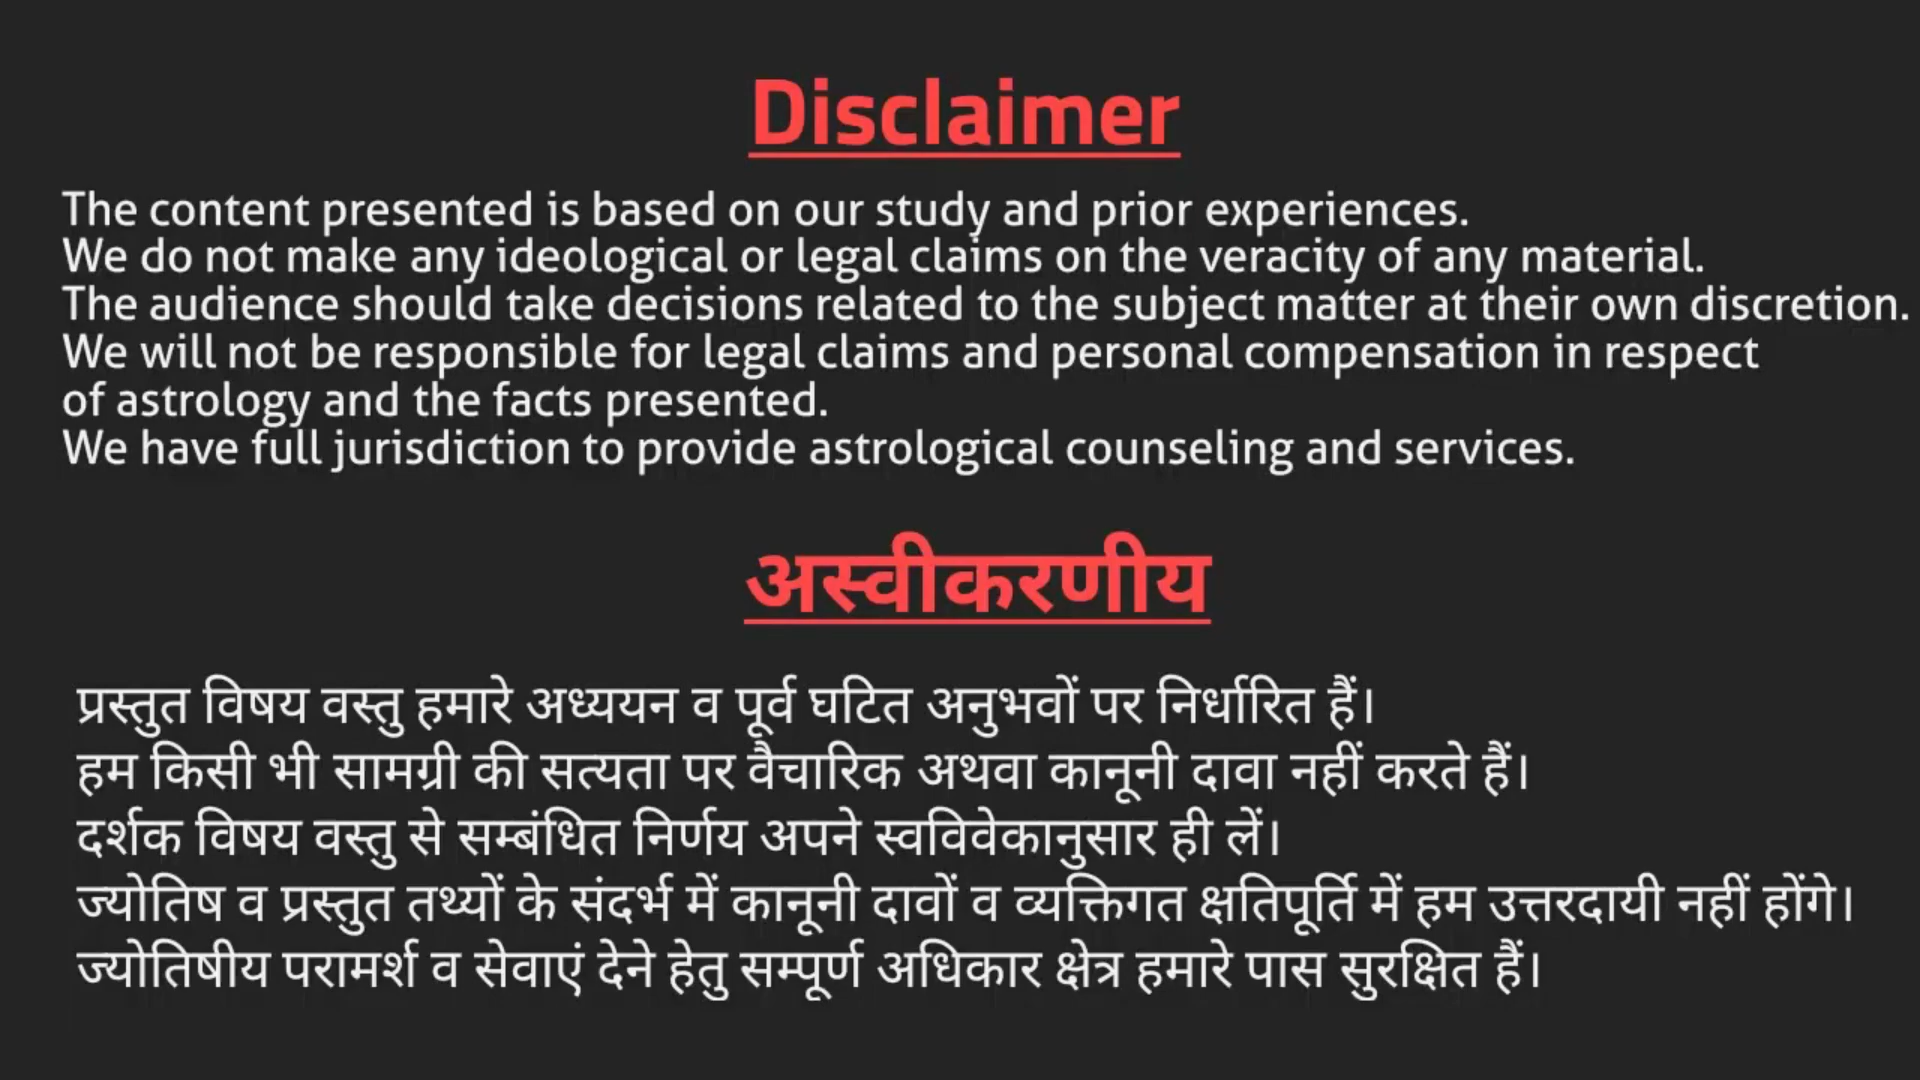 Disclaimer
The content presented is based on our study and prior experiences.
We do not make any ideological or legal claims on the veracity of any material.
The audience should take decisions related to the subject matter at their own discretion.
We will not be responsible for legal claims and personal compensation in respect
of astrology and the facts presented.
We have full jurisdiction to provide astrological counseling and services.
अस्वीकरणीय
प्रस्तुत विषय वस्तु हमारे अध्ययन व पूर्व घटित अनुभवों पर निर्धारित हैं।
हम किसी भी सामग्री की सत्यता पर वैचारिक अथवा कानूनी दावा नहीं करते हैं।
दर्शक विषय वस्तु से सम्बंधित निर्णय अपने स्वविवेकानुसार ही लें।
ज्योतिष व प्रस्तुत तथ्यों के संदर्भ में कानूनी दावों व व्यक्तिगत क्षतिपूर्ति में हम उत्तरदायी नहीं होंगे।
ज्योतिषीय परामर्श व सेवाएं देने हेतु सम्पूर्ण अधिकार क्षेत्र हमारे पास सुरक्षित हैं।